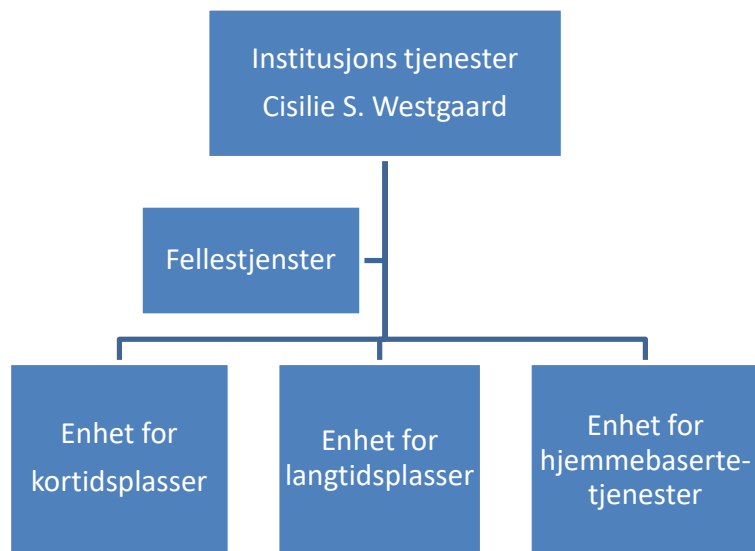 Institusjons tjenester
Cisilie S. Westgaard
Fellestjenster
Enhet for
kortidsplasser
Enhet for
langtidsplasser
Enhet for
hjemmebaserte-
tjenester